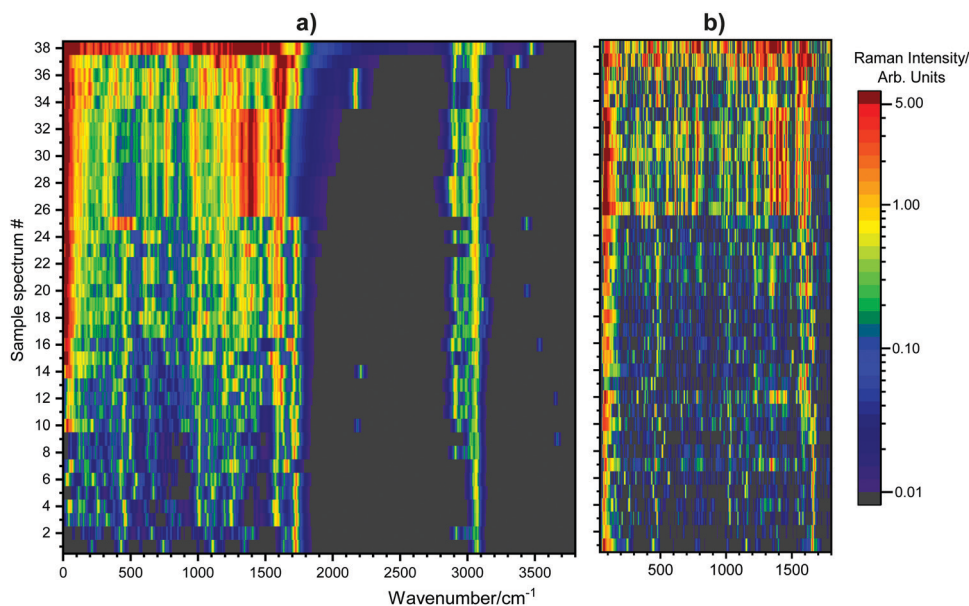 a)
b)
Raman Intensity/
Arb. Units
38
36
34
32
30
28
26
24
22
20
18
16
14
12
10
8
6
4
2
Sample spectrum #
0 500 1000 1500 2000 2500 3000 3500
500 1000 1500
Wavenumber/cm⁻¹
5.00
1.00
0.10
0.01